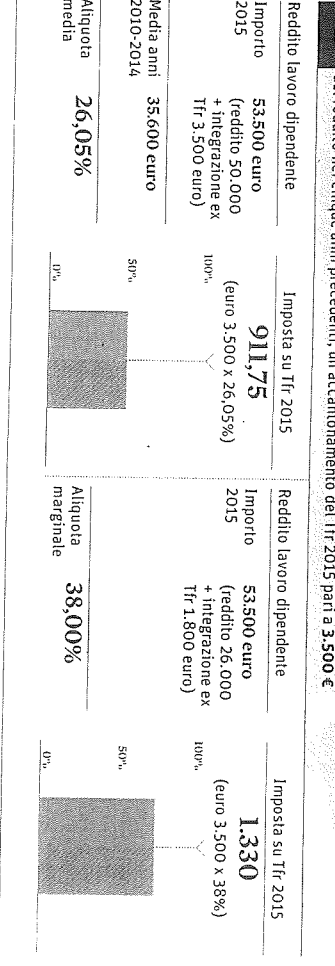 precedenti, un accantonamento del Tfr 2015 pari a 3.500 €
Reddito lavoro dipendente
Importo
2015
53.500 euro
(reddito 50.000
+ integrazione ex
Tfr 3.500 euro)
Media anni
2010-2014
35.600 euro
Aliquota
media
26,05%
Imposta su Tfr 2015
911,75
(euro 3.500 x 26,05%)
100%
50%
0%
Reddito lavoro dipendente
Importo
2015
53.500 euro
(reddito 26.000
+ integrazione ex
Tfr 1.800 euro)
Aliquota
marginale
38,00%
Imposta su Tfr 2015
1.330
(euro 3.500 x 38%)
100%
50%
0%